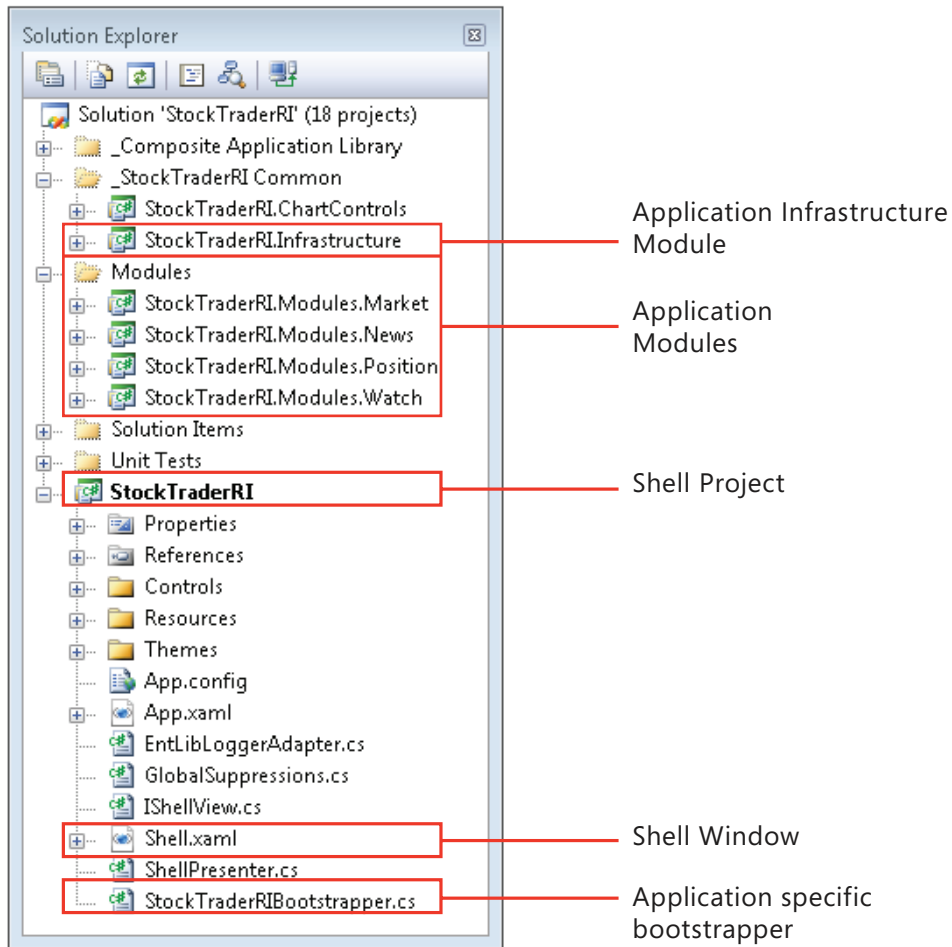 Solution Explorer
Solution 'StockTraderRI' (18 projects)
_Composite Application Library
_StockTraderRI Common
StockTraderRI.ChartControls
StockTraderRI.Infrastructure
Modules
StockTraderRI.Modules.Market
StockTraderRI.Modules.News
StockTraderRI.Modules.Position
StockTraderRI.Modules.Watch
Solution Items
Unit Tests
StockTraderRI
Properties
References
Controls
Resources
Themes
App.config
App.xaml
EntLibLoggerAdapter.cs
GlobalSuppressions.cs
IShellView.cs
Shell.xaml
ShellPresenter.cs
StockTraderRIBootstrapper.cs
Application Infrastructure
Module
Application
Modules
Shell Project
Shell Window
Application specific
bootstrapper